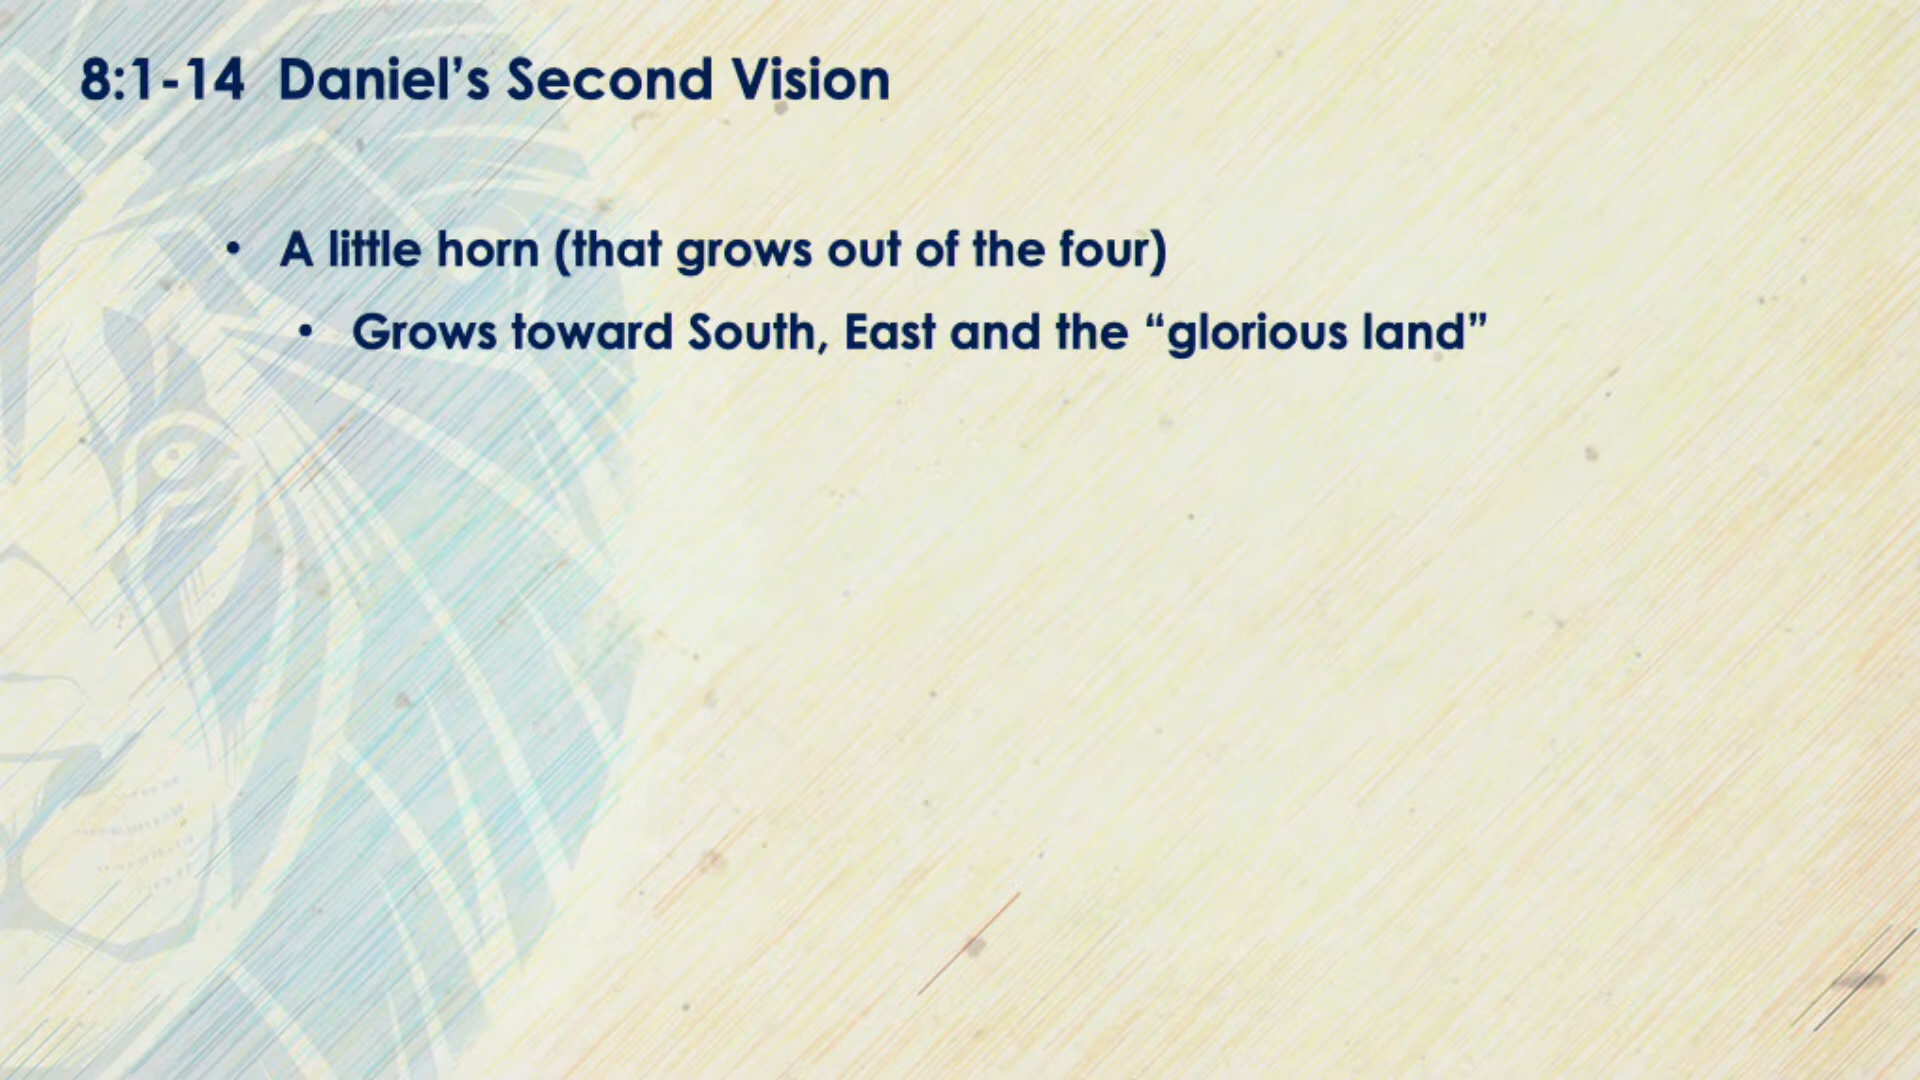 8:1-14 Daniel’s Second Vision
• A little horn (that grows out of the four)
• Grows toward South, East and the “glorious land”